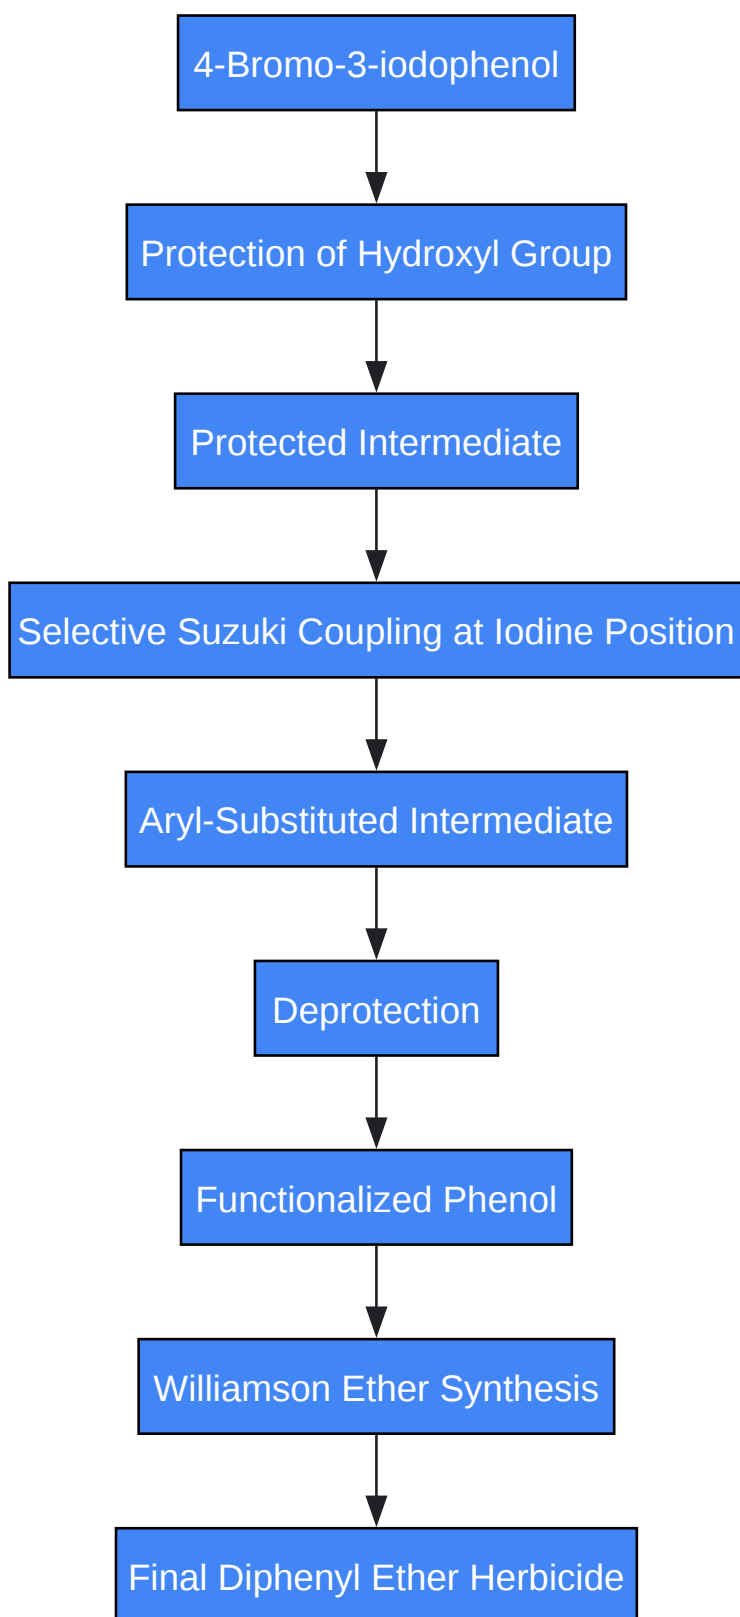 4-Bromo-3-iodophenol
Protection of Hydroxyl Group
Protected Intermediate
Selective Suzuki Coupling at Iodine Position
Aryl-Substituted Intermediate
Deprotection
Functionalized Phenol
Williamson Ether Synthesis
Final Diphenyl Ether Herbicide